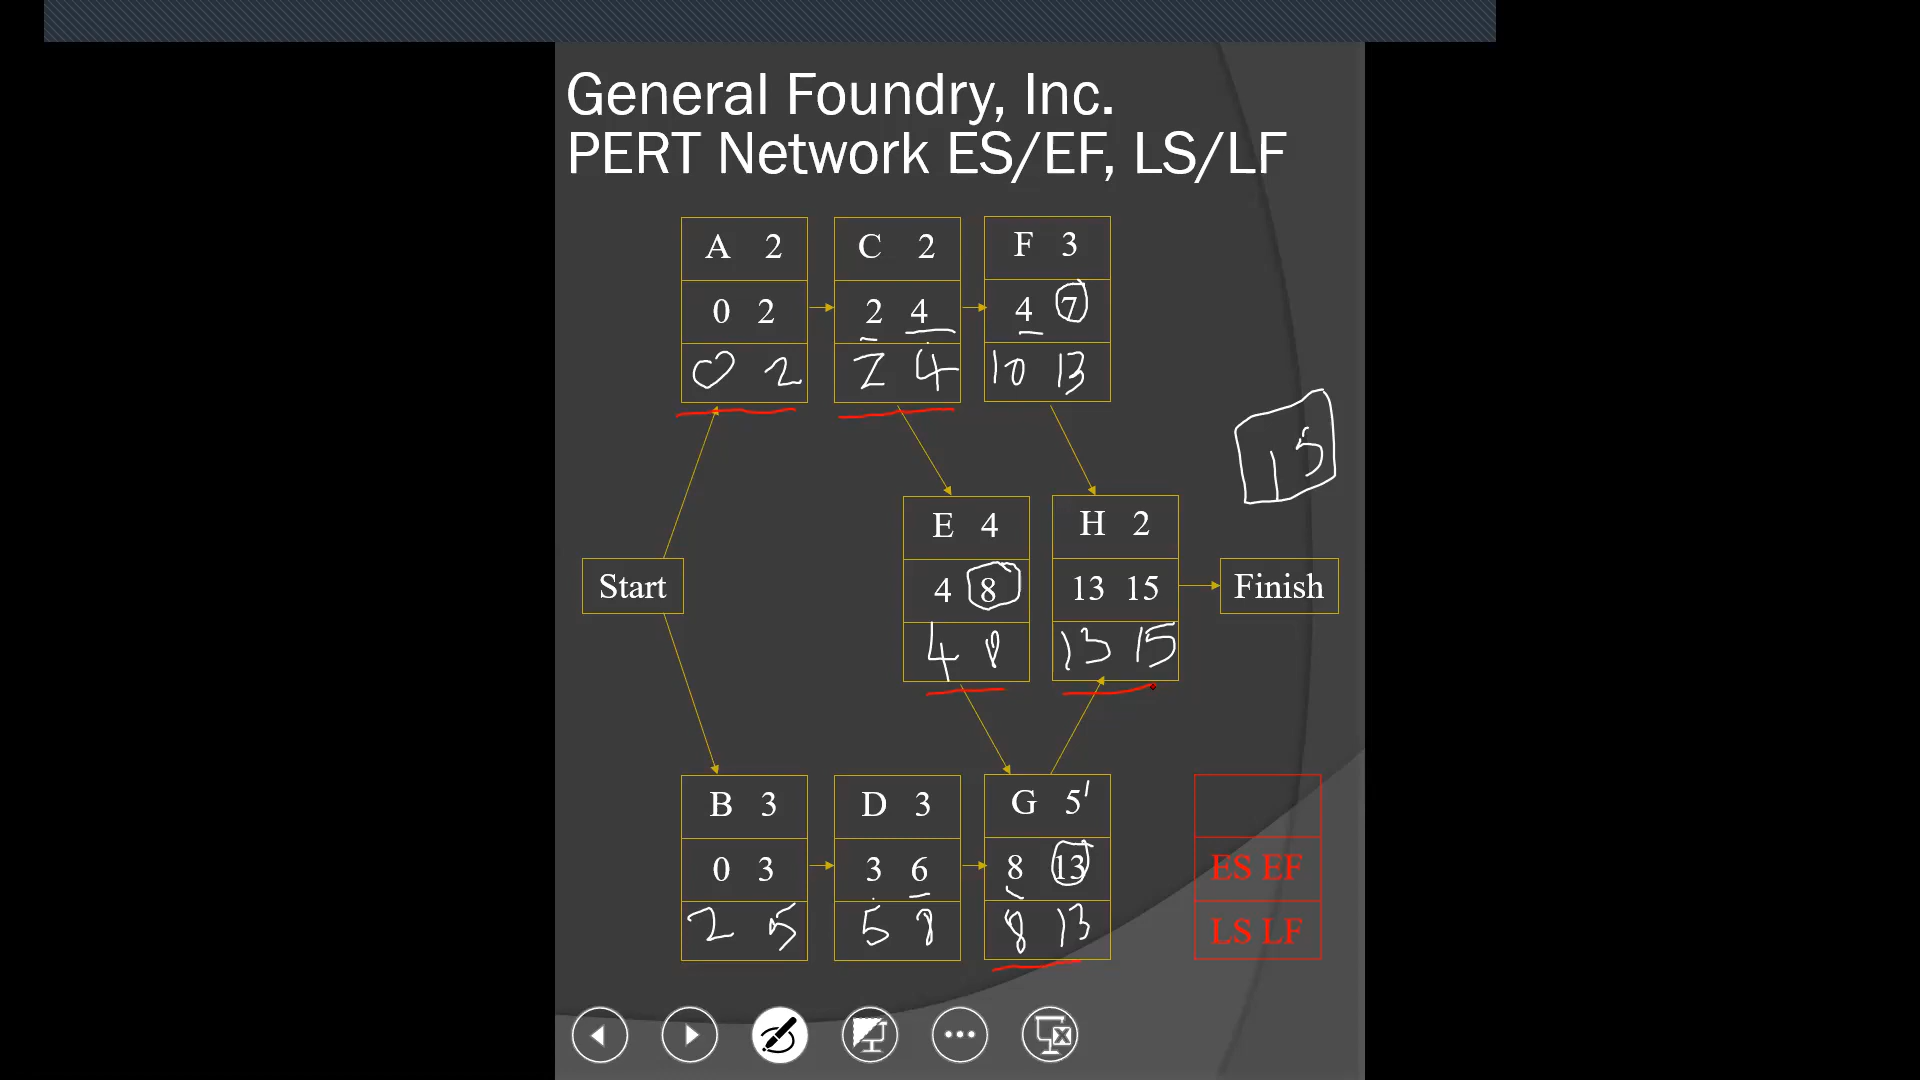 General Foundry, Inc.
PERT Network ES/EF, LS/LF
A 2
0 2
0 2
C 2
2 4
2 4
F 3
4 7
10 13
15
E 4
4 8
4 8
H 2
13 15
13 15
Start
Finish
B 3
0 3
2 5
D 3
3 6
5 8
G 5
8 13
8 13
ES EF
LS LF